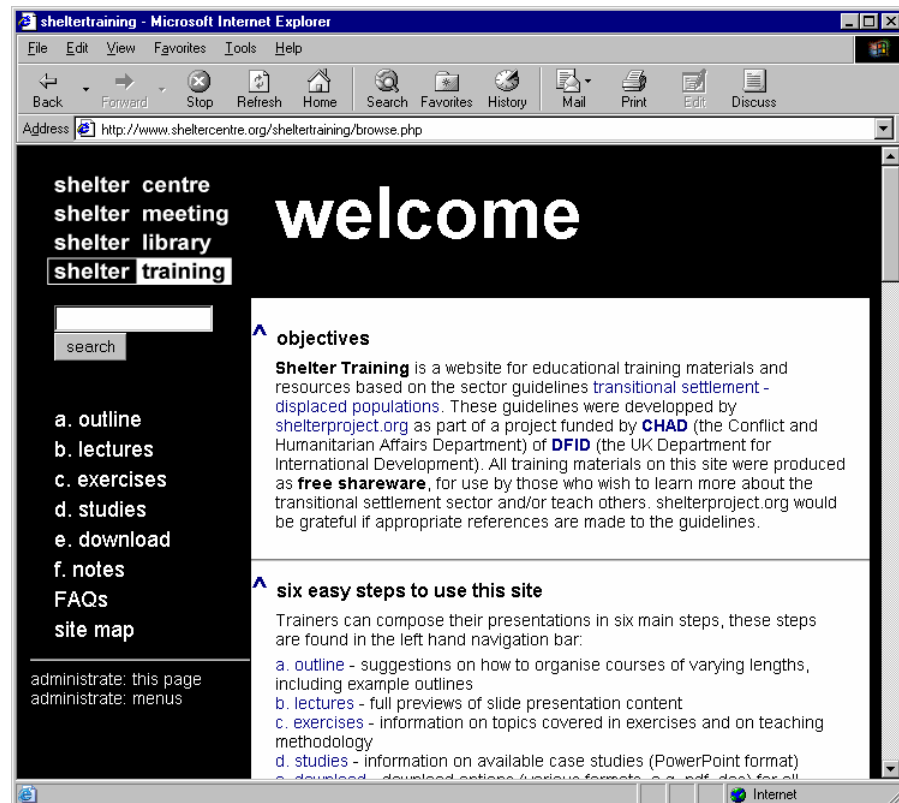 sheltertraining - Microsoft Internet Explorer
File Edit View Favorites Tools Help
Back Forward Stop Refresh Home Search Favorites History Mail Print Edit Discuss
Address http://www.sheltercentre.org/sheltertraining/browse.php
shelter centre
shelter meeting
shelter library
shelter training
search
a. outline
b. lectures
c. exercises
d. studies
e. download
f. notes
FAQs
site map
administrate: this page
administrate: menus
welcome
^ objectives
Shelter Training is a website for educational training materials and
resources based on the sector guidelines transitional settlement -
displaced populations. These guidelines were developped by
shelterproject.org as part of a project funded by CHAD (the Conflict and
Humanitarian Affairs Department) of DFID (the UK Department for
International Development). All training materials on this site were produced
as free shareware, for use by those who wish to learn more about the
transitional settlement sector and/or teach others. shelterproject.org would
be grateful if appropriate references are made to the guidelines.
^ six easy steps to use this site
Trainers can compose their presentations in six main steps, these steps
are found in the left hand navigation bar:
a. outline - suggestions on how to organise courses of varying lengths,
including example outlines
b. lectures - full previews of slide presentation content
c. exercises - information on topics covered in exercises and on teaching
methodology
d. studies - information on available case studies (PowerPoint format)
e. download - download options (various formats, e.g. pdf, doc) for all
Internet